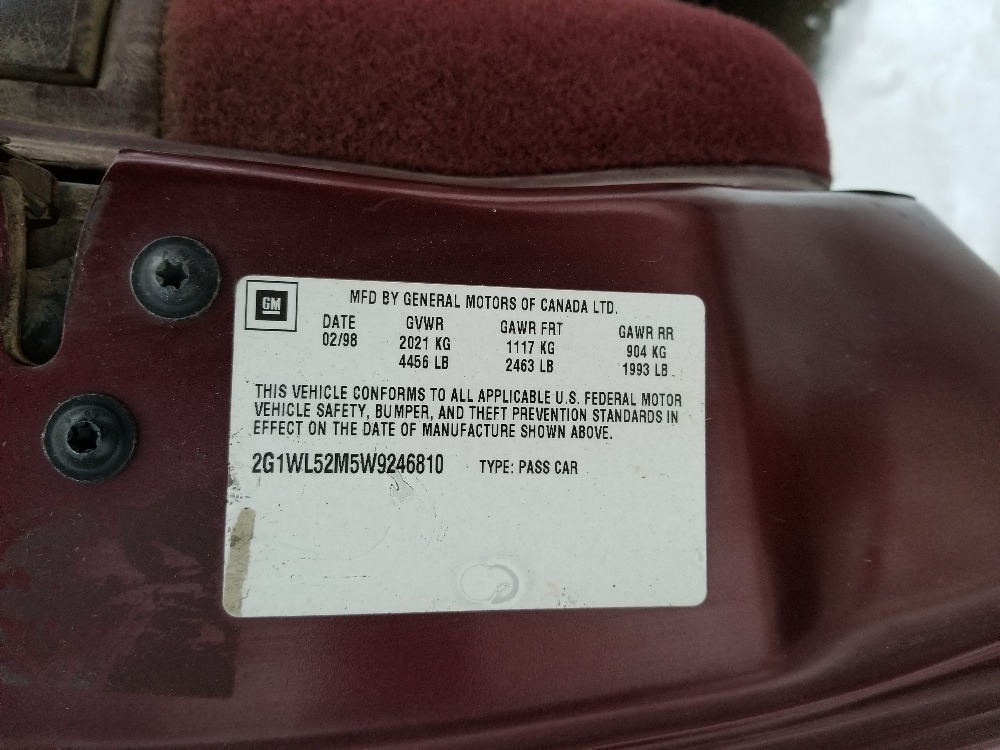 GM
MFD BY GENERAL MOTORS OF CANADA LTD.
DATE GVWR GAWR FRT GAWR RR
02/98 2021 KG 1117 KG 904 KG
4456 LB 2463 LB 1993 LB
THIS VEHICLE CONFORMS TO ALL APPLICABLE U.S. FEDERAL MOTOR
VEHICLE SAFETY, BUMPER, AND THEFT PREVENTION STANDARDS IN
EFFECT ON THE DATE OF MANUFACTURE SHOWN ABOVE.
2G1WL52M5W9246810 TYPE: PASS CAR